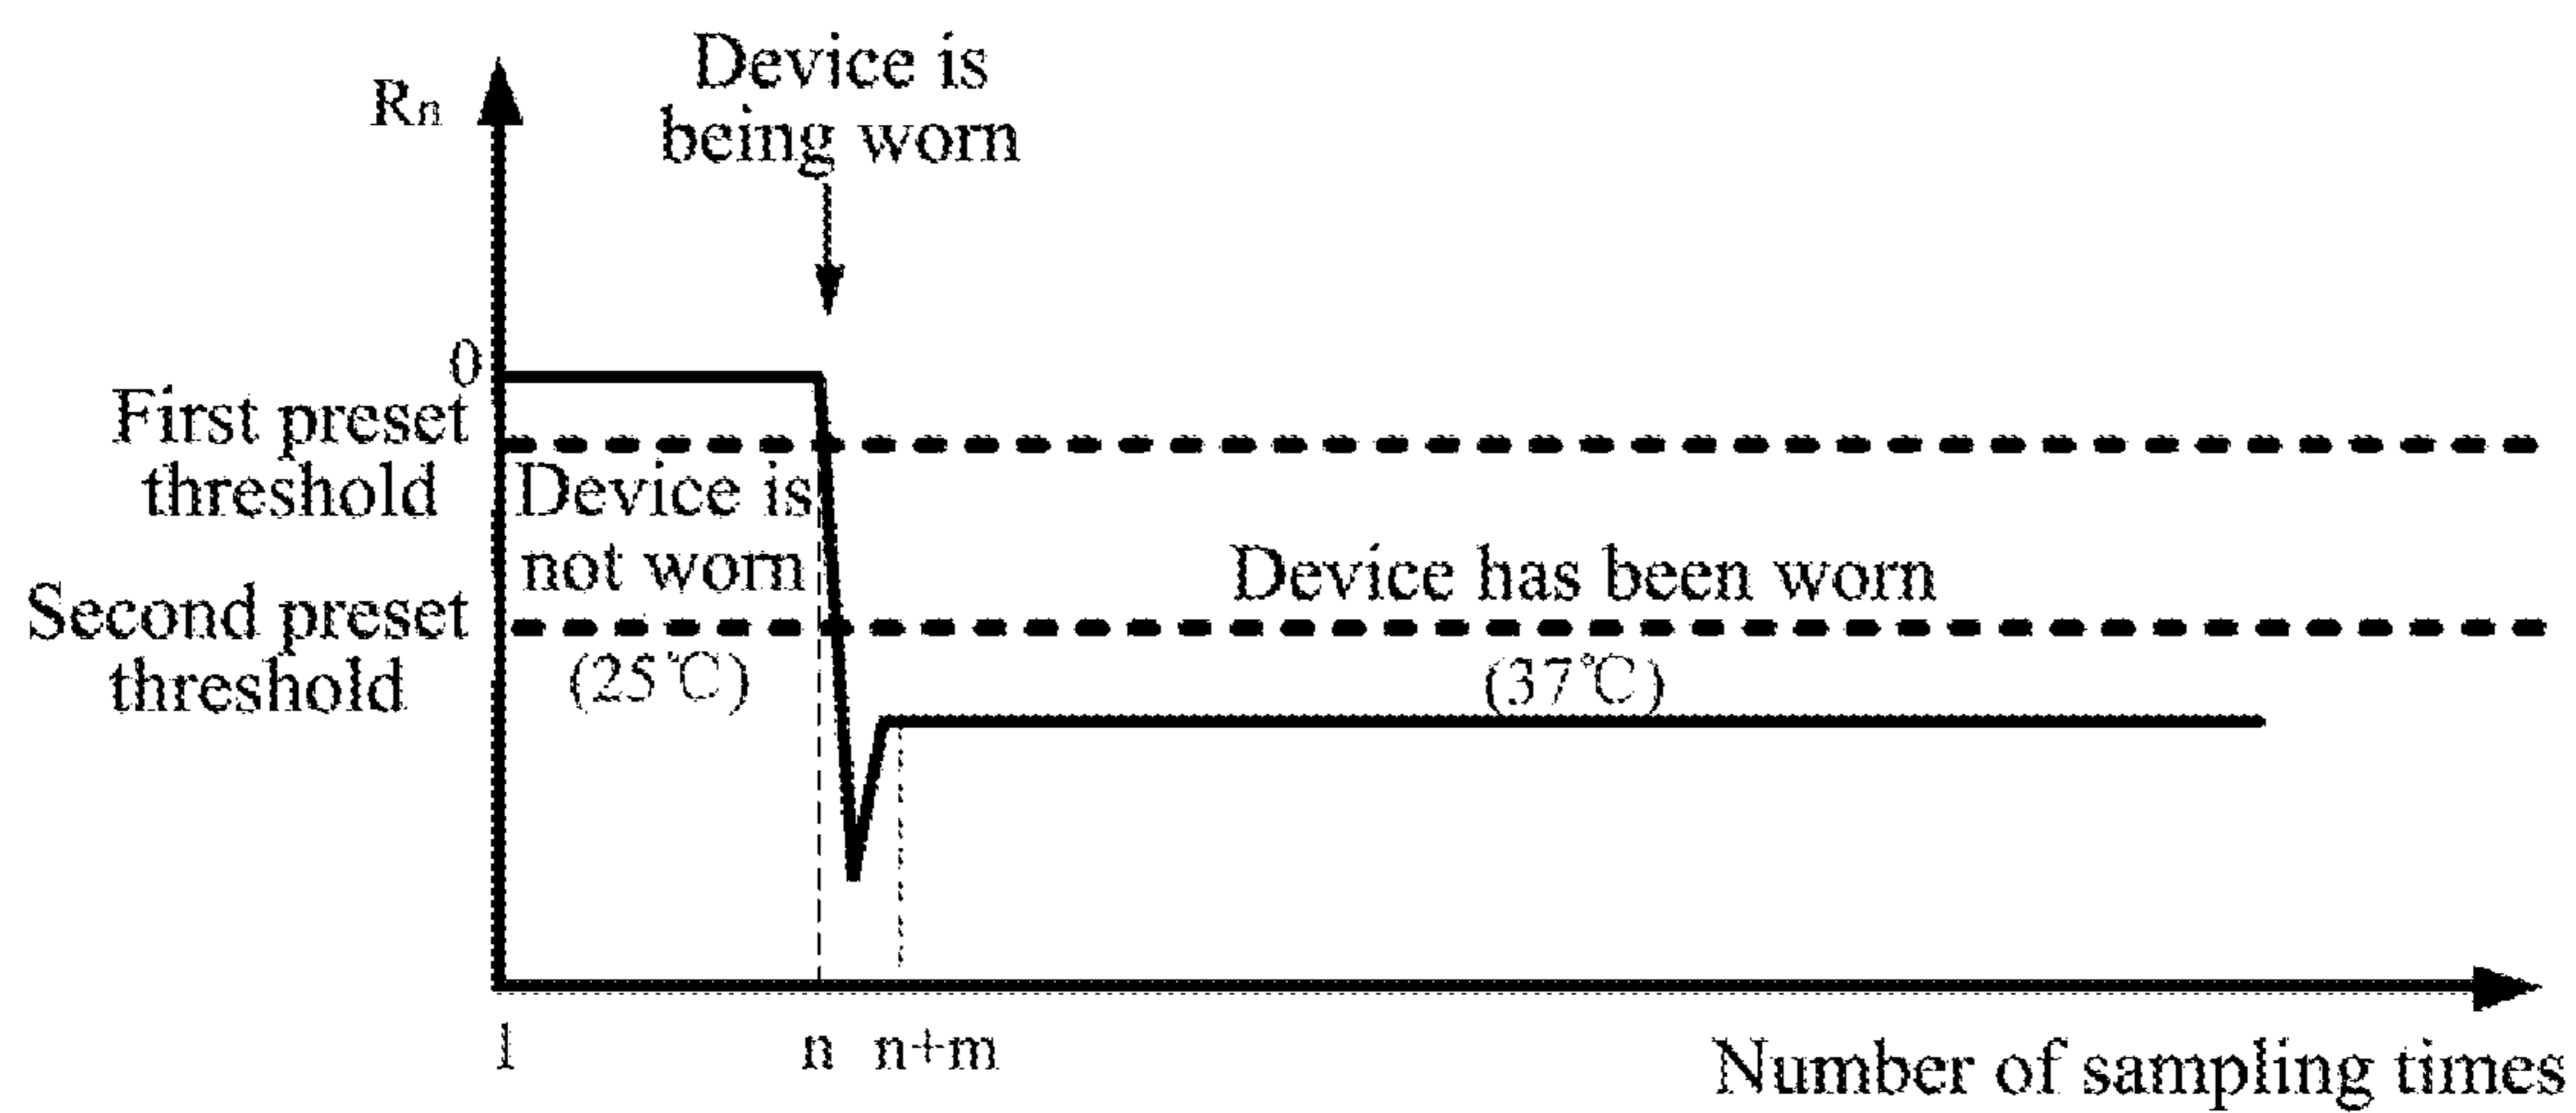 Device is
being worn
Rn
0
First preset
threshold
Device is
not worn
Second preset
threshold
Device has been worn
(25℃)
(37℃)
1
n
n+m
Number of sampling times